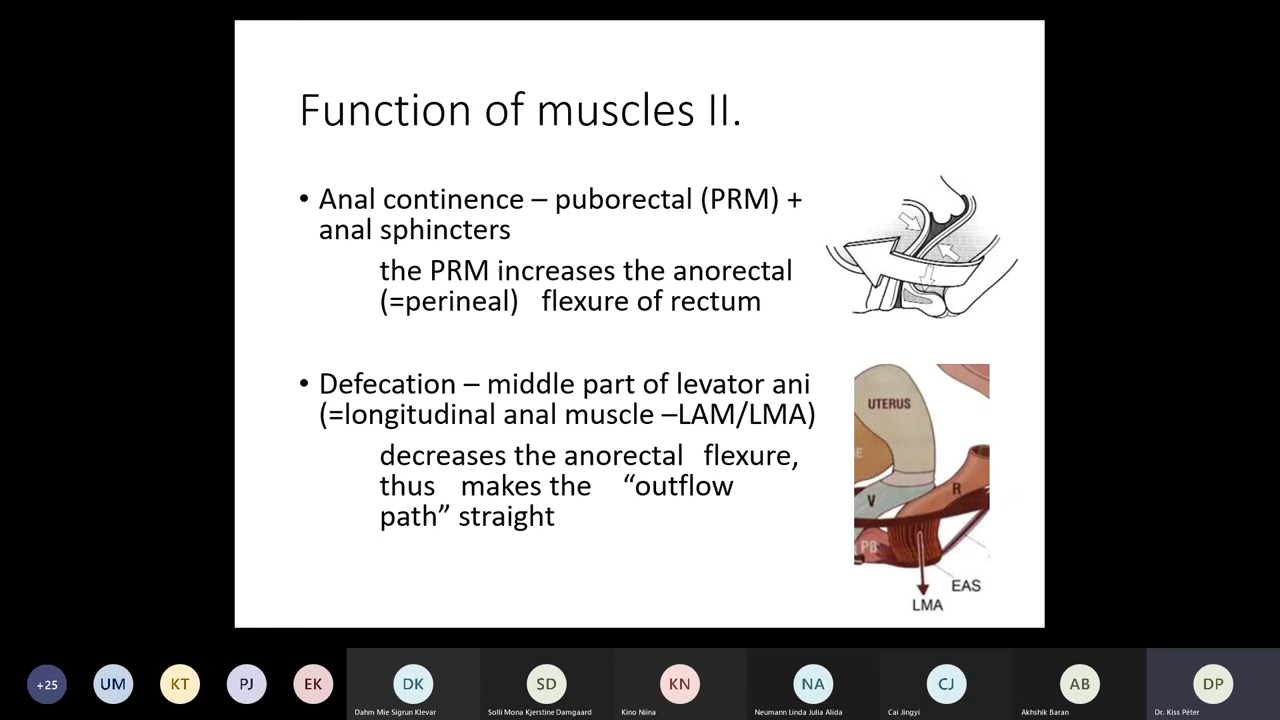 Function of muscles II.
• Anal continence – puborectal (PRM) +
anal sphincters
the PRM increases the anorectal
(=perineal) flexure of rectum
• Defecation – middle part of levator ani
(=longitudinal anal muscle –LAM/LMA)
decreases the anorectal flexure,
thus makes the “outflow
path” straight
UTERUS
E
V
R
PB
EAS
LMA
+25
UM
KT
PJ
EK
DK
SD
KN
NA
CJ
AB
DP
Dahm Mie Sigrun Klevar
Solli Mona Kjerstine Damgaard
Kino Niina
Neumann Linda Julia Alida
Cai Jingyi
Akhshik Baran
Dr. Kiss Péter